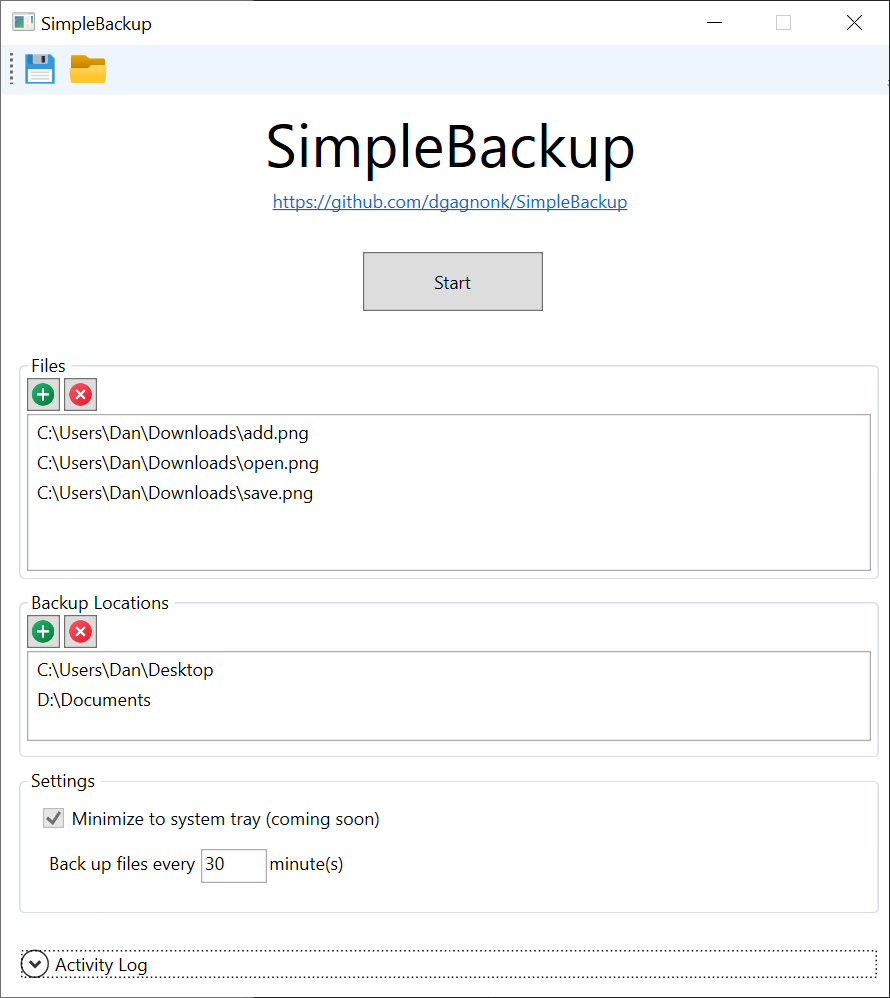 SimpleBackup
SimpleBackup
https://github.com/dgagnonk/SimpleBackup
Start
Files
C:\Users\Dan\Downloads\add.png
C:\Users\Dan\Downloads\open.png
C:\Users\Dan\Downloads\save.png
Backup Locations
C:\Users\Dan\Desktop
D:\Documents
Settings
Minimize to system tray (coming soon)
Back up files every 30 minute(s)
Activity Log